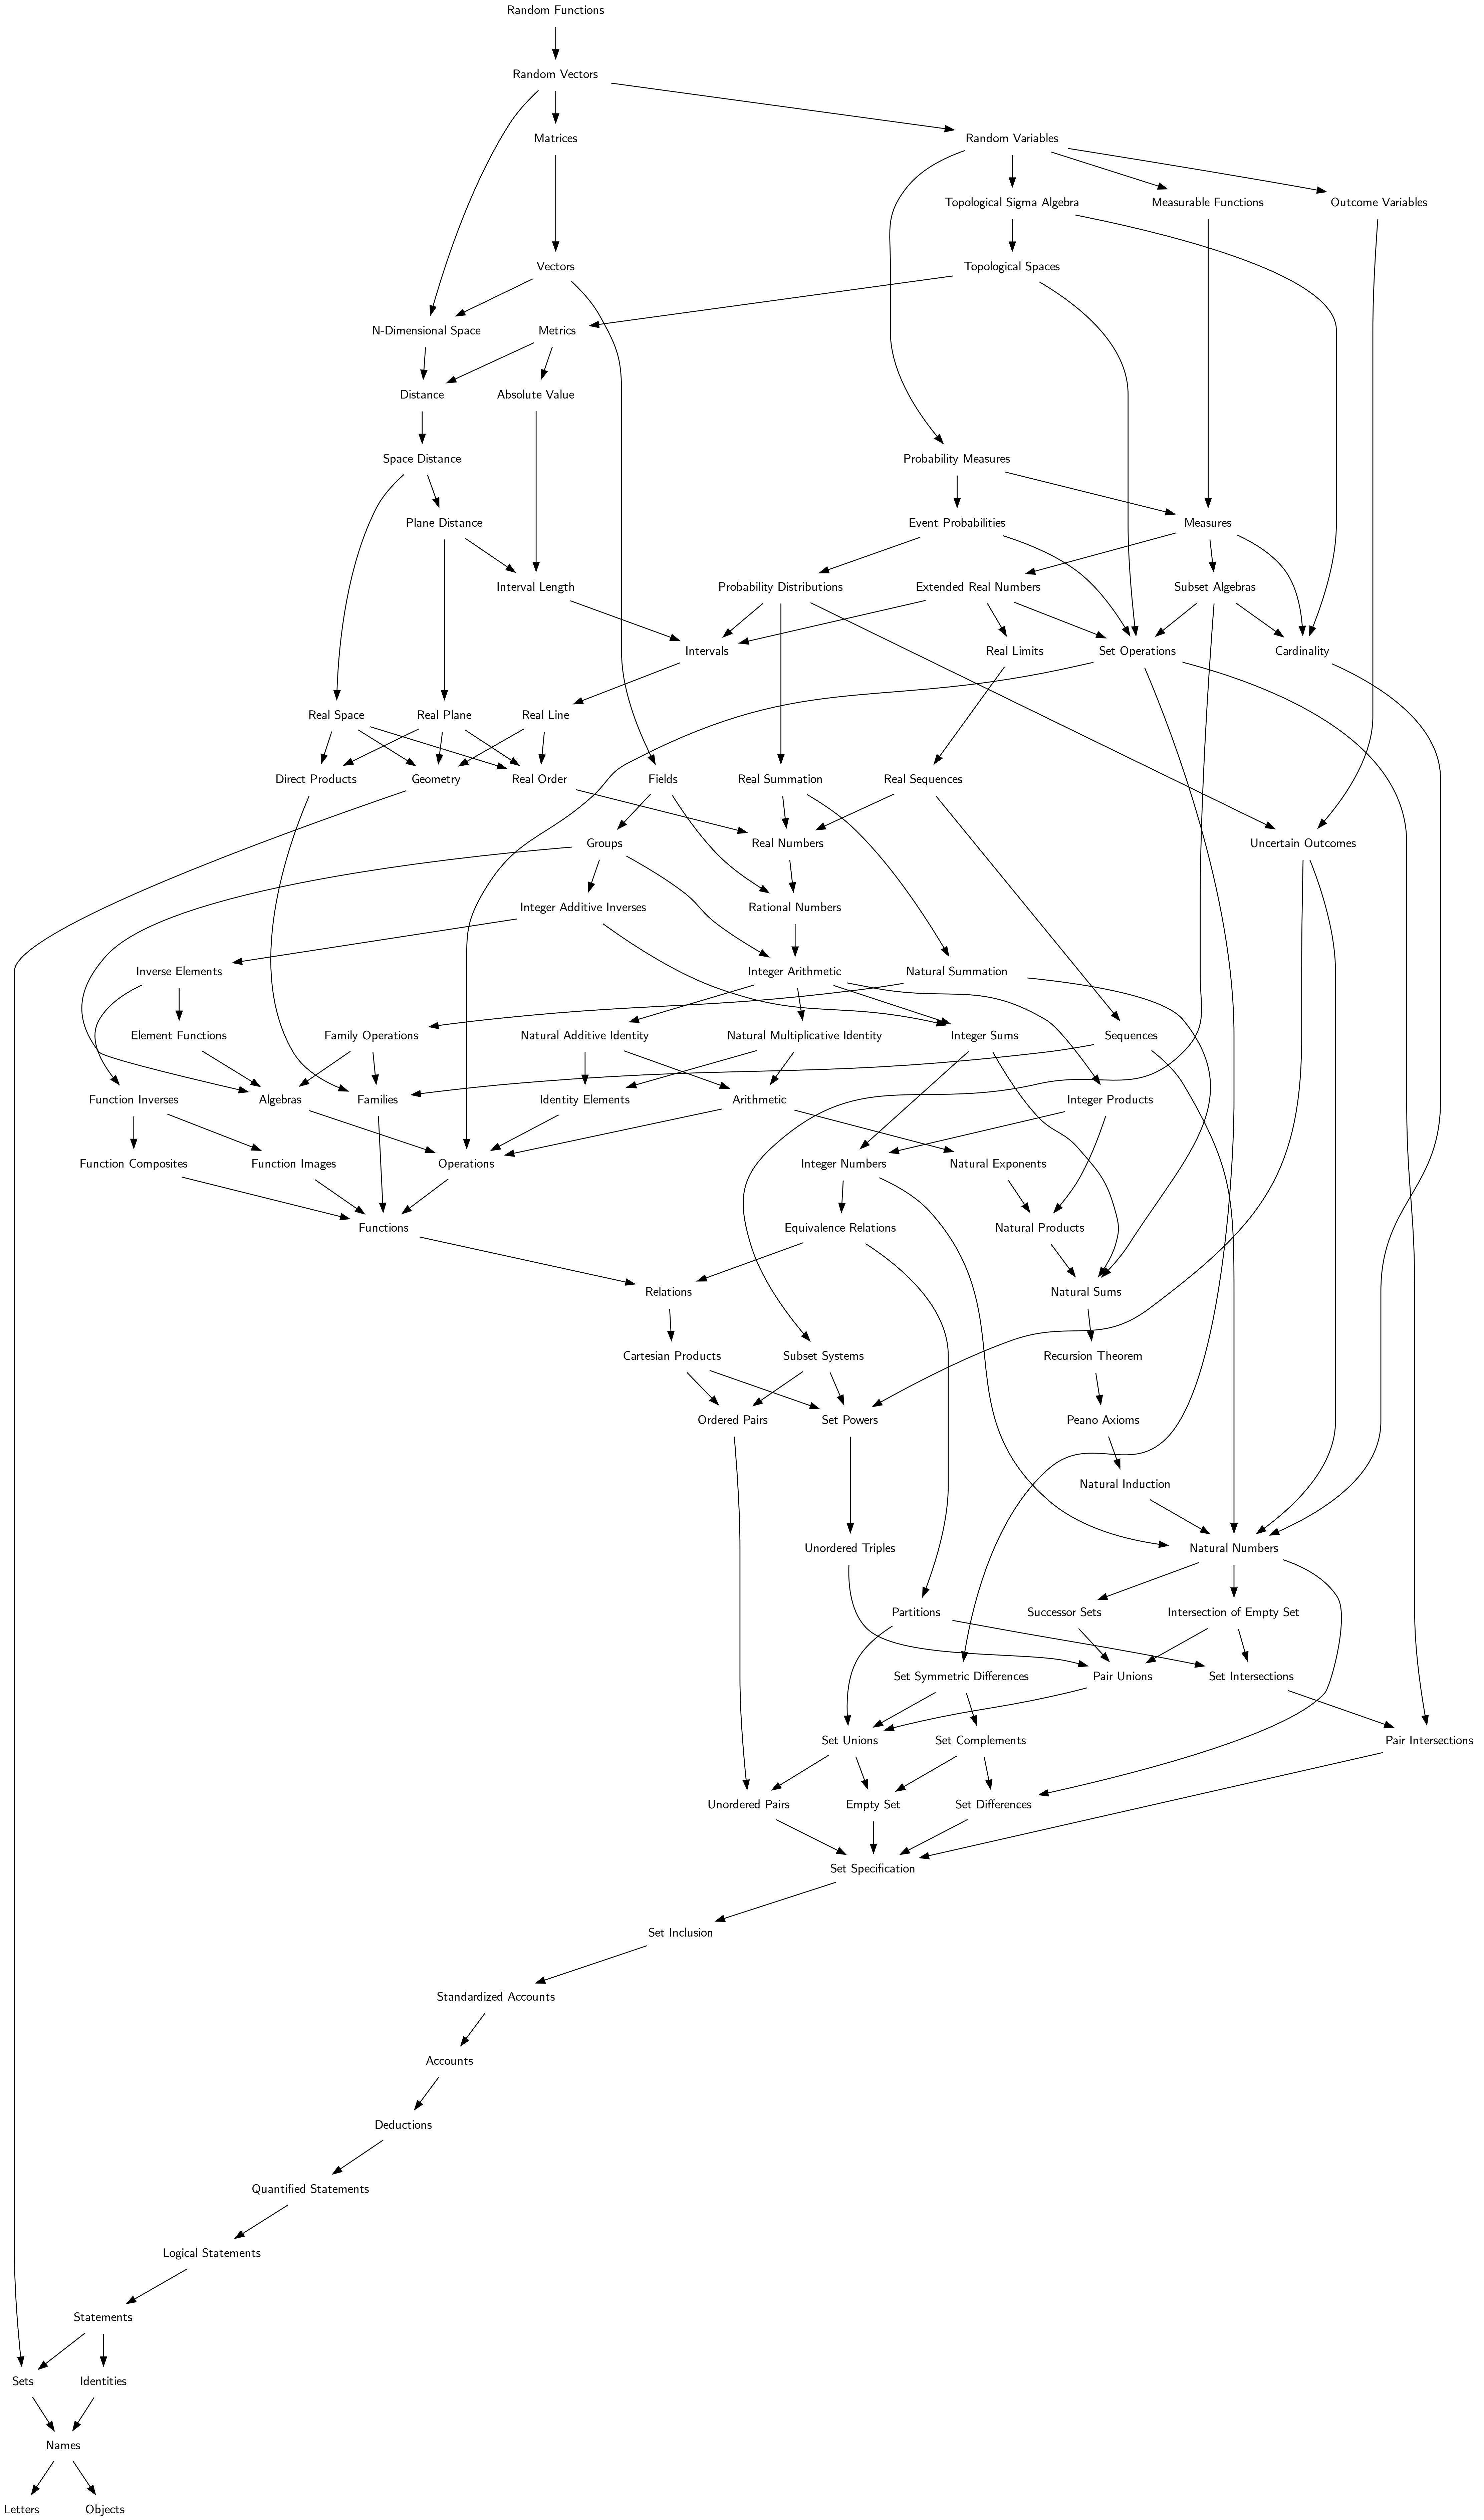 Random Functions
Random Vectors
Matrices
Random Variables
Topological Sigma Algebra
Measurable Functions
Outcome Variables
Vectors
Topological Spaces
N-Dimensional Space
Metrics
Distance
Absolute Value
Space Distance
Probability Measures
Plane Distance
Event Probabilities
Measures
Interval Length
Probability Distributions
Extended Real Numbers
Subset Algebras
Intervals
Real Limits
Set Operations
Cardinality
Real Space
Real Plane
Real Line
Direct Products
Geometry
Real Order
Fields
Real Summation
Real Sequences
Groups
Real Numbers
Uncertain Outcomes
Integer Additive Inverses
Rational Numbers
Inverse Elements
Integer Arithmetic
Natural Summation
Element Functions
Family Operations
Natural Additive Identity
Natural Multiplicative Identity
Integer Sums
Sequences
Function Inverses
Algebras
Families
Identity Elements
Arithmetic
Integer Products
Function Composites
Function Images
Operations
Integer Numbers
Natural Exponents
Functions
Equivalence Relations
Natural Products
Relations
Natural Sums
Cartesian Products
Subset Systems
Recursion Theorem
Ordered Pairs
Set Powers
Peano Axioms
Natural Induction
Unordered Triples
Natural Numbers
Partitions
Successor Sets
Intersection of Empty Set
Set Symmetric Differences
Pair Unions
Set Intersections
Set Unions
Set Complements
Pair Intersections
Unordered Pairs
Empty Set
Set Differences
Set Specification
Set Inclusion
Standardized Accounts
Accounts
Deductions
Quantified Statements
Logical Statements
Statements
Sets
Identities
Names
Letters
Objects